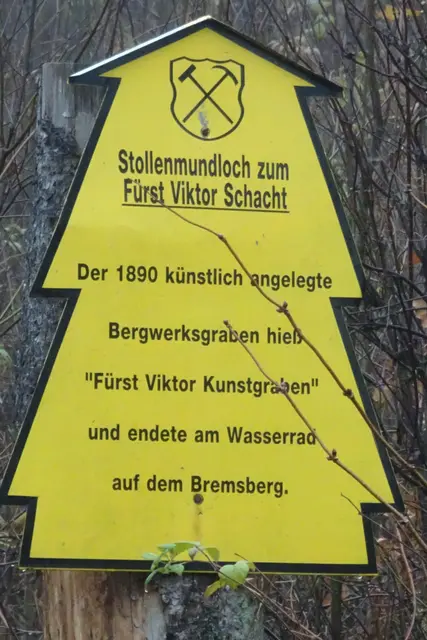 Stollenmundloch zum
Fürst Viktor Schacht
Der 1890 künstlich angelegte
Bergwerksgraben hieß
"Fürst Viktor Kunstgraben"
und endete am Wasserrad
auf dem Bremsberg.